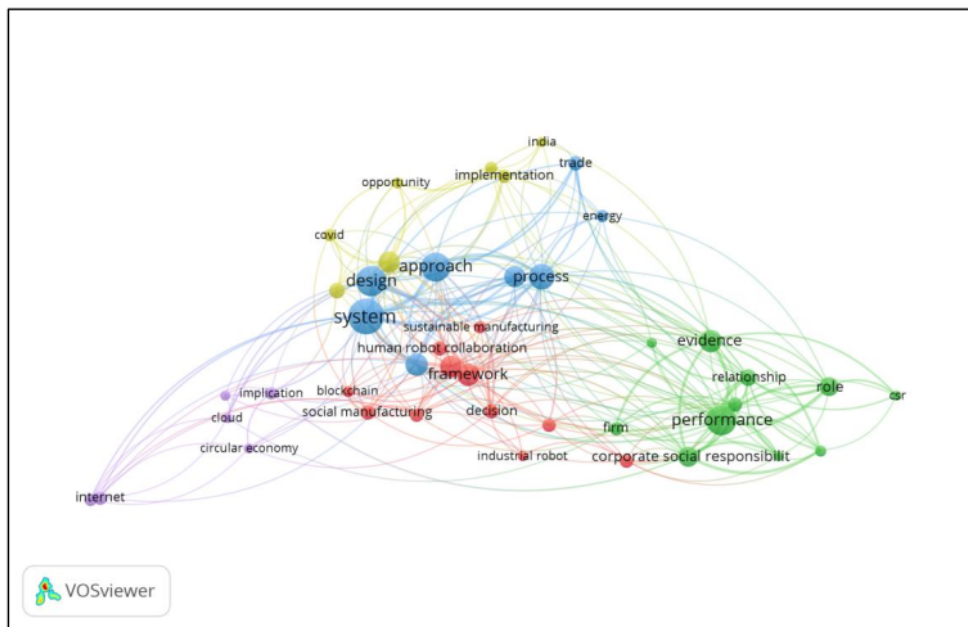 india
trade
implementation
opportunity
energy
covid
approach
process
design
system
sustainable manufacturing
evidence
human robot collaboration
framework
relationship
role
blockchain
implication
csr
social manufacturing
decision
cloud
performance
firm
circular economy
industrial robot
corporate social responsibilit
internet
VOSviewer